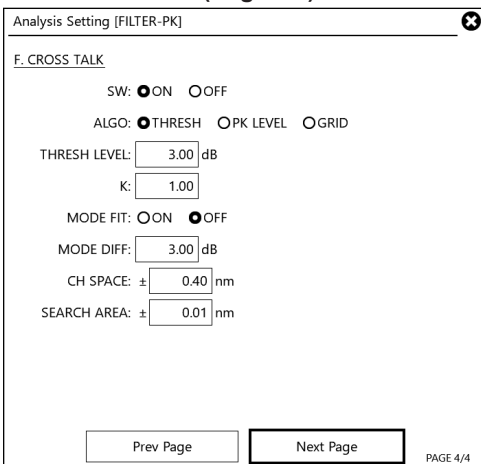 Analysis Setting [FILTER-PK]
F. CROSS TALK
SW: ON OFF
ALGO: THRESH PK LEVEL GRID
THRESH LEVEL: 3.00 dB
K: 1.00
MODE FIT: ON OFF
MODE DIFF: 3.00 dB
CH SPACE: ± 0.40 nm
SEARCH AREA: ± 0.01 nm
Prev Page Next Page PAGE 4/4